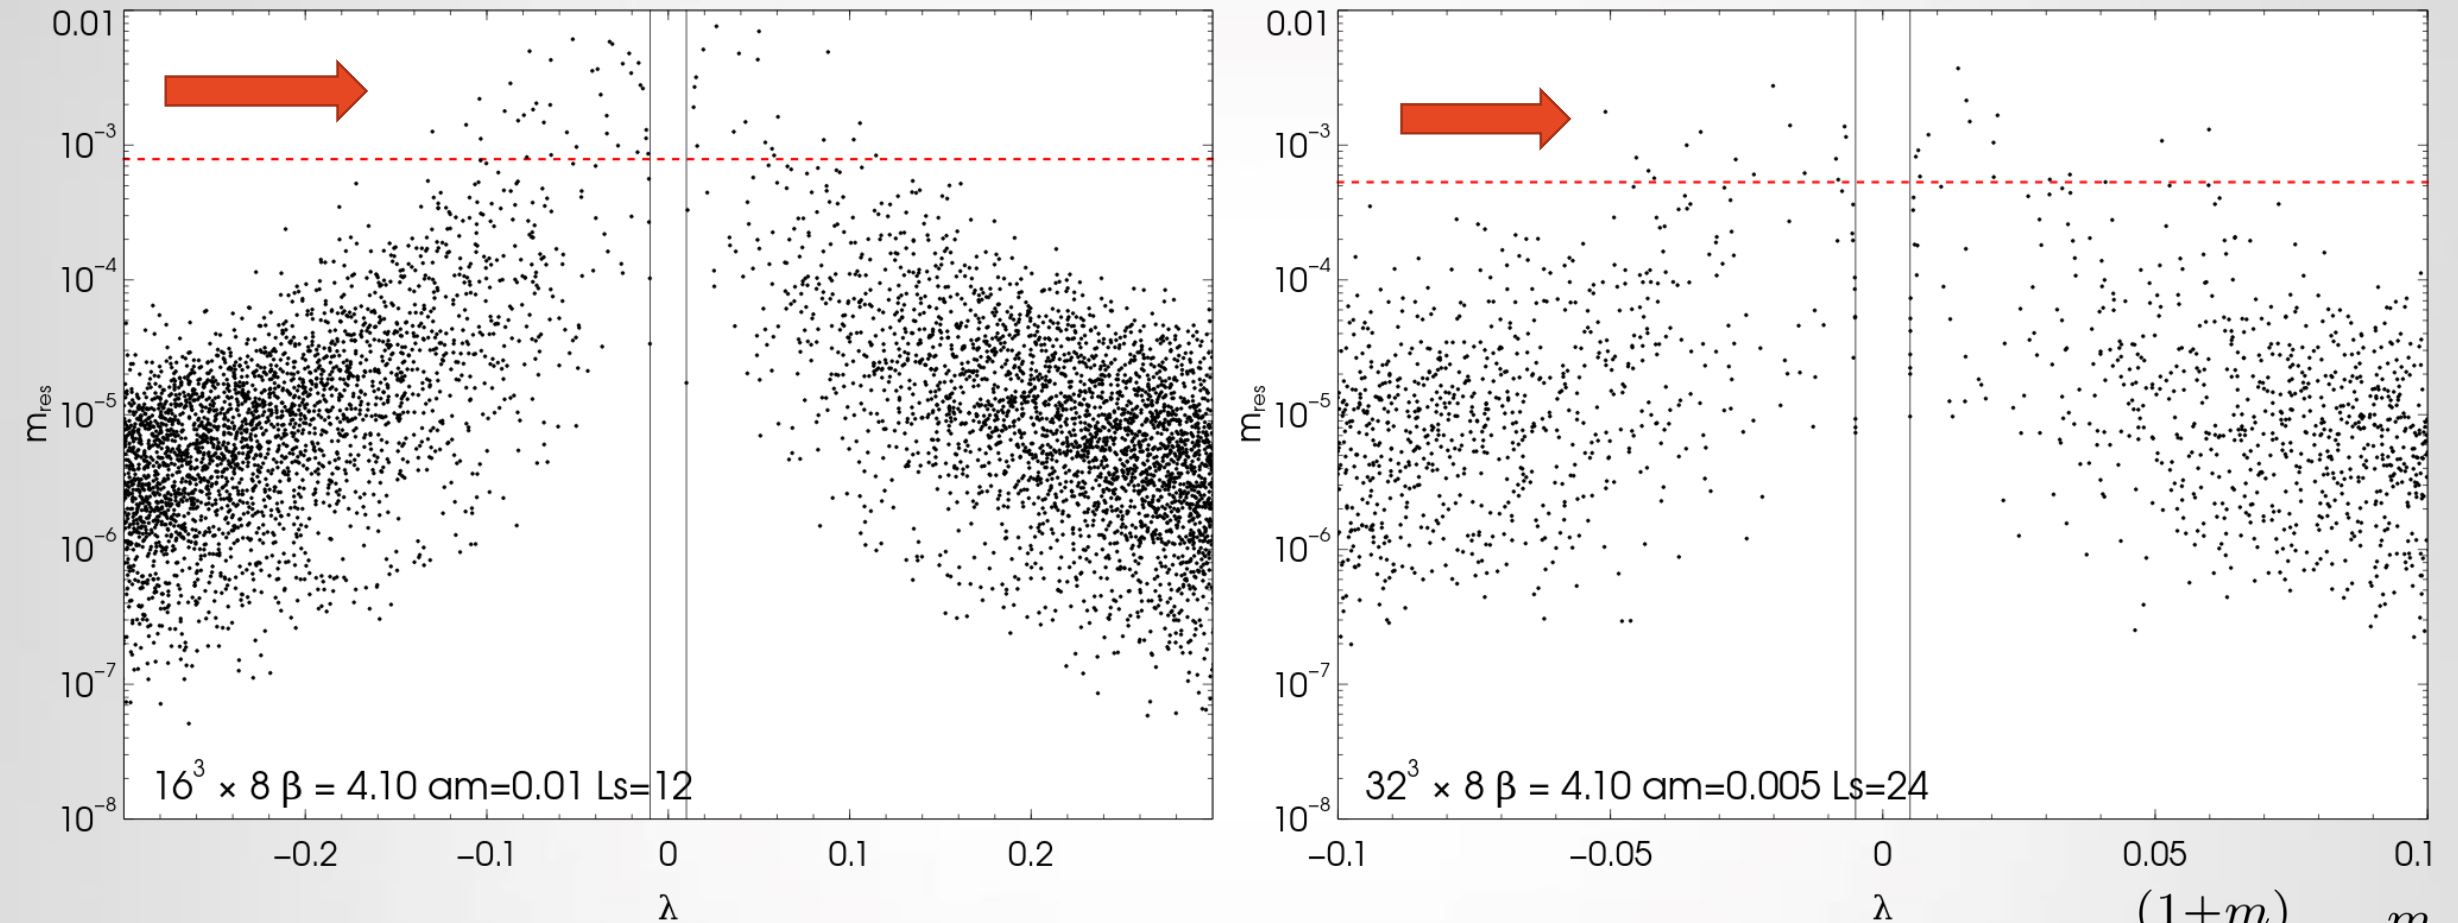 0.01
10⁻³
10⁻⁴
10⁻⁵
10⁻⁶
10⁻⁷
10⁻⁸
mres
16³ × 8 β = 4.10 am=0.01 Ls=12
−0.2 −0.1 0 0.1 0.2
λ
0.01
10⁻³
10⁻⁴
10⁻⁵
10⁻⁶
10⁻⁷
10⁻⁸
mres
32³ × 8 β = 4.10 am=0.005 Ls=24
−0.1 −0.05 0 0.05 0.1
λ
(1+m)